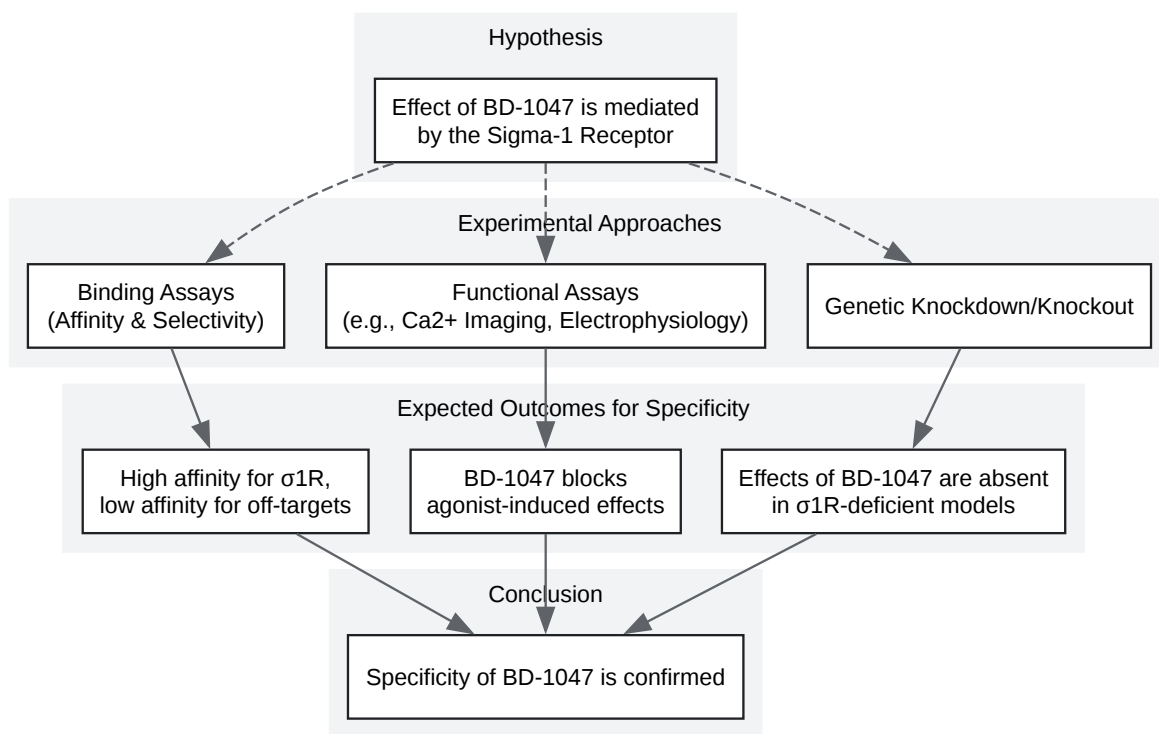 Hypothesis
Effect of BD-1047 is mediated
by the Sigma-1 Receptor
Experimental Approaches
Binding Assays
(Affinity & Selectivity)
Functional Assays
(e.g., Ca2+ Imaging, Electrophysiology)
Genetic Knockdown/Knockout
Expected Outcomes for Specificity
High affinity for σ1R,
low affinity for off-targets
BD-1047 blocks
agonist-induced effects
Effects of BD-1047 are absent
in σ1R-deficient models
Conclusion
Specificity of BD-1047 is confirmed